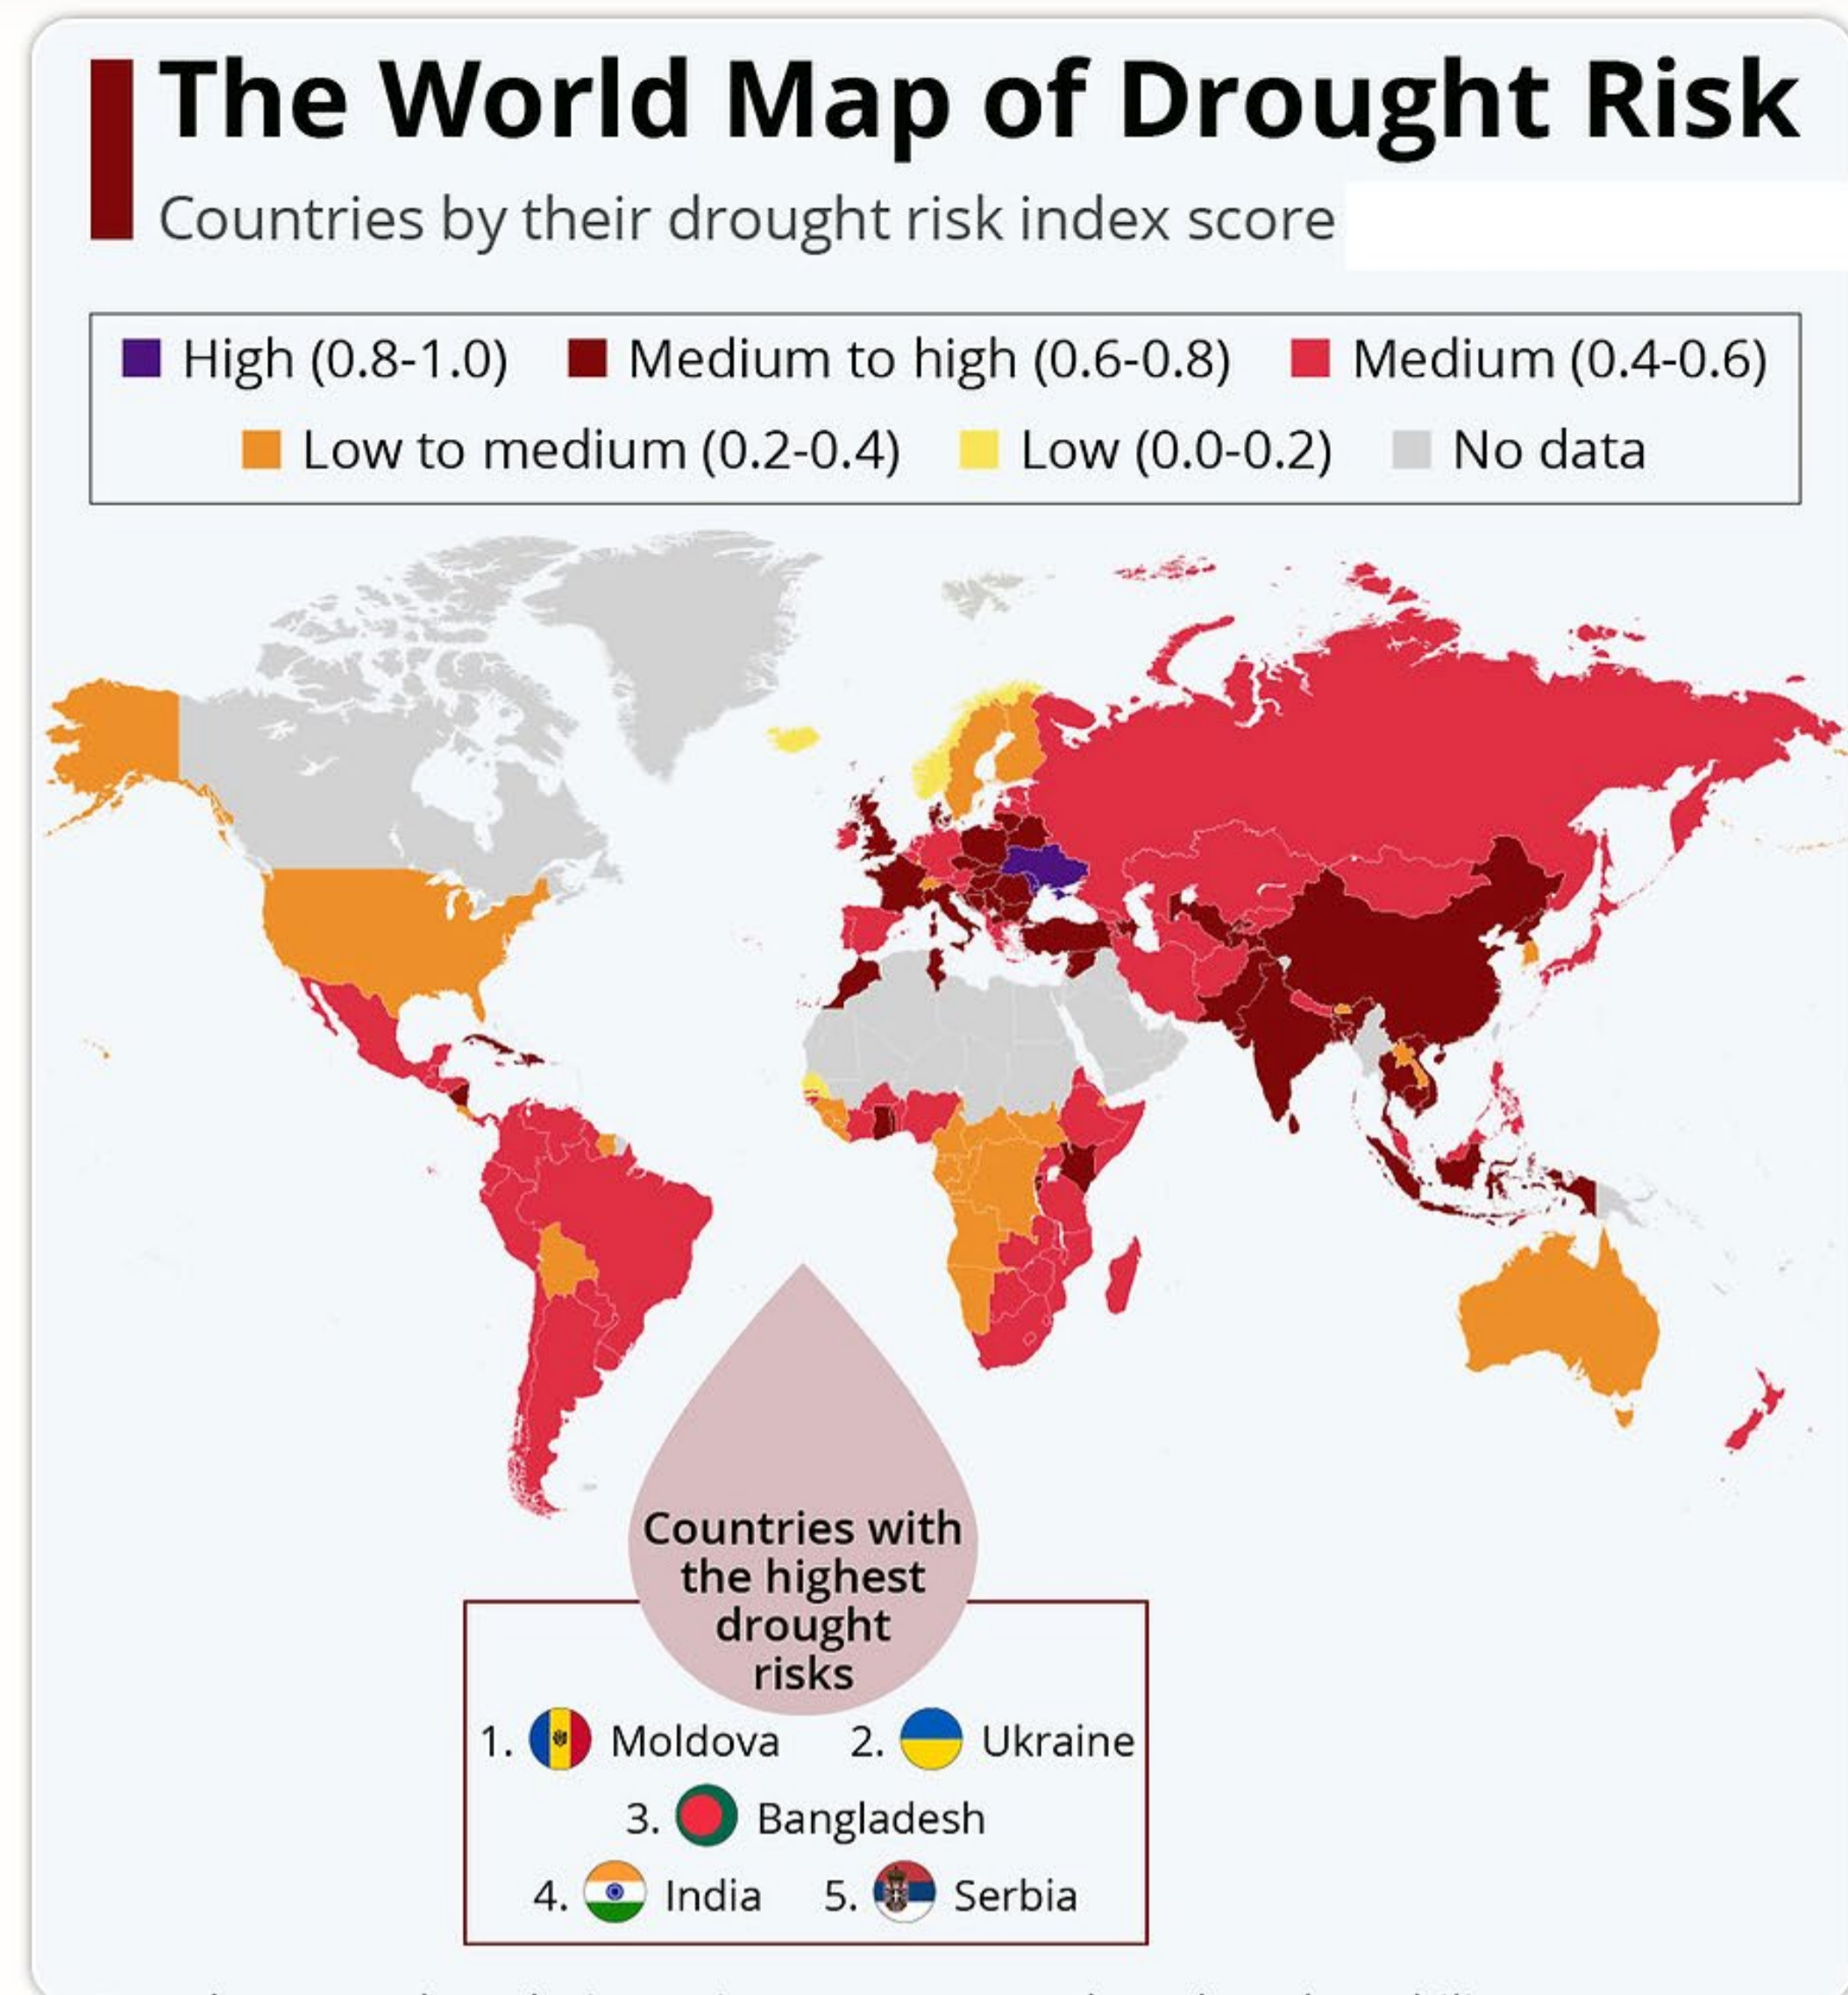 The World Map of Drought Risk
Countries by their drought risk index score
High (0.8-1.0) Medium to high (0.6-0.8) Medium (0.4-0.6)
Low to medium (0.2-0.4) Low (0.0-0.2) No data
Countries with
the highest
drought
risks
1. Moldova 2. Ukraine
3. Bangladesh
4. India 5. Serbia